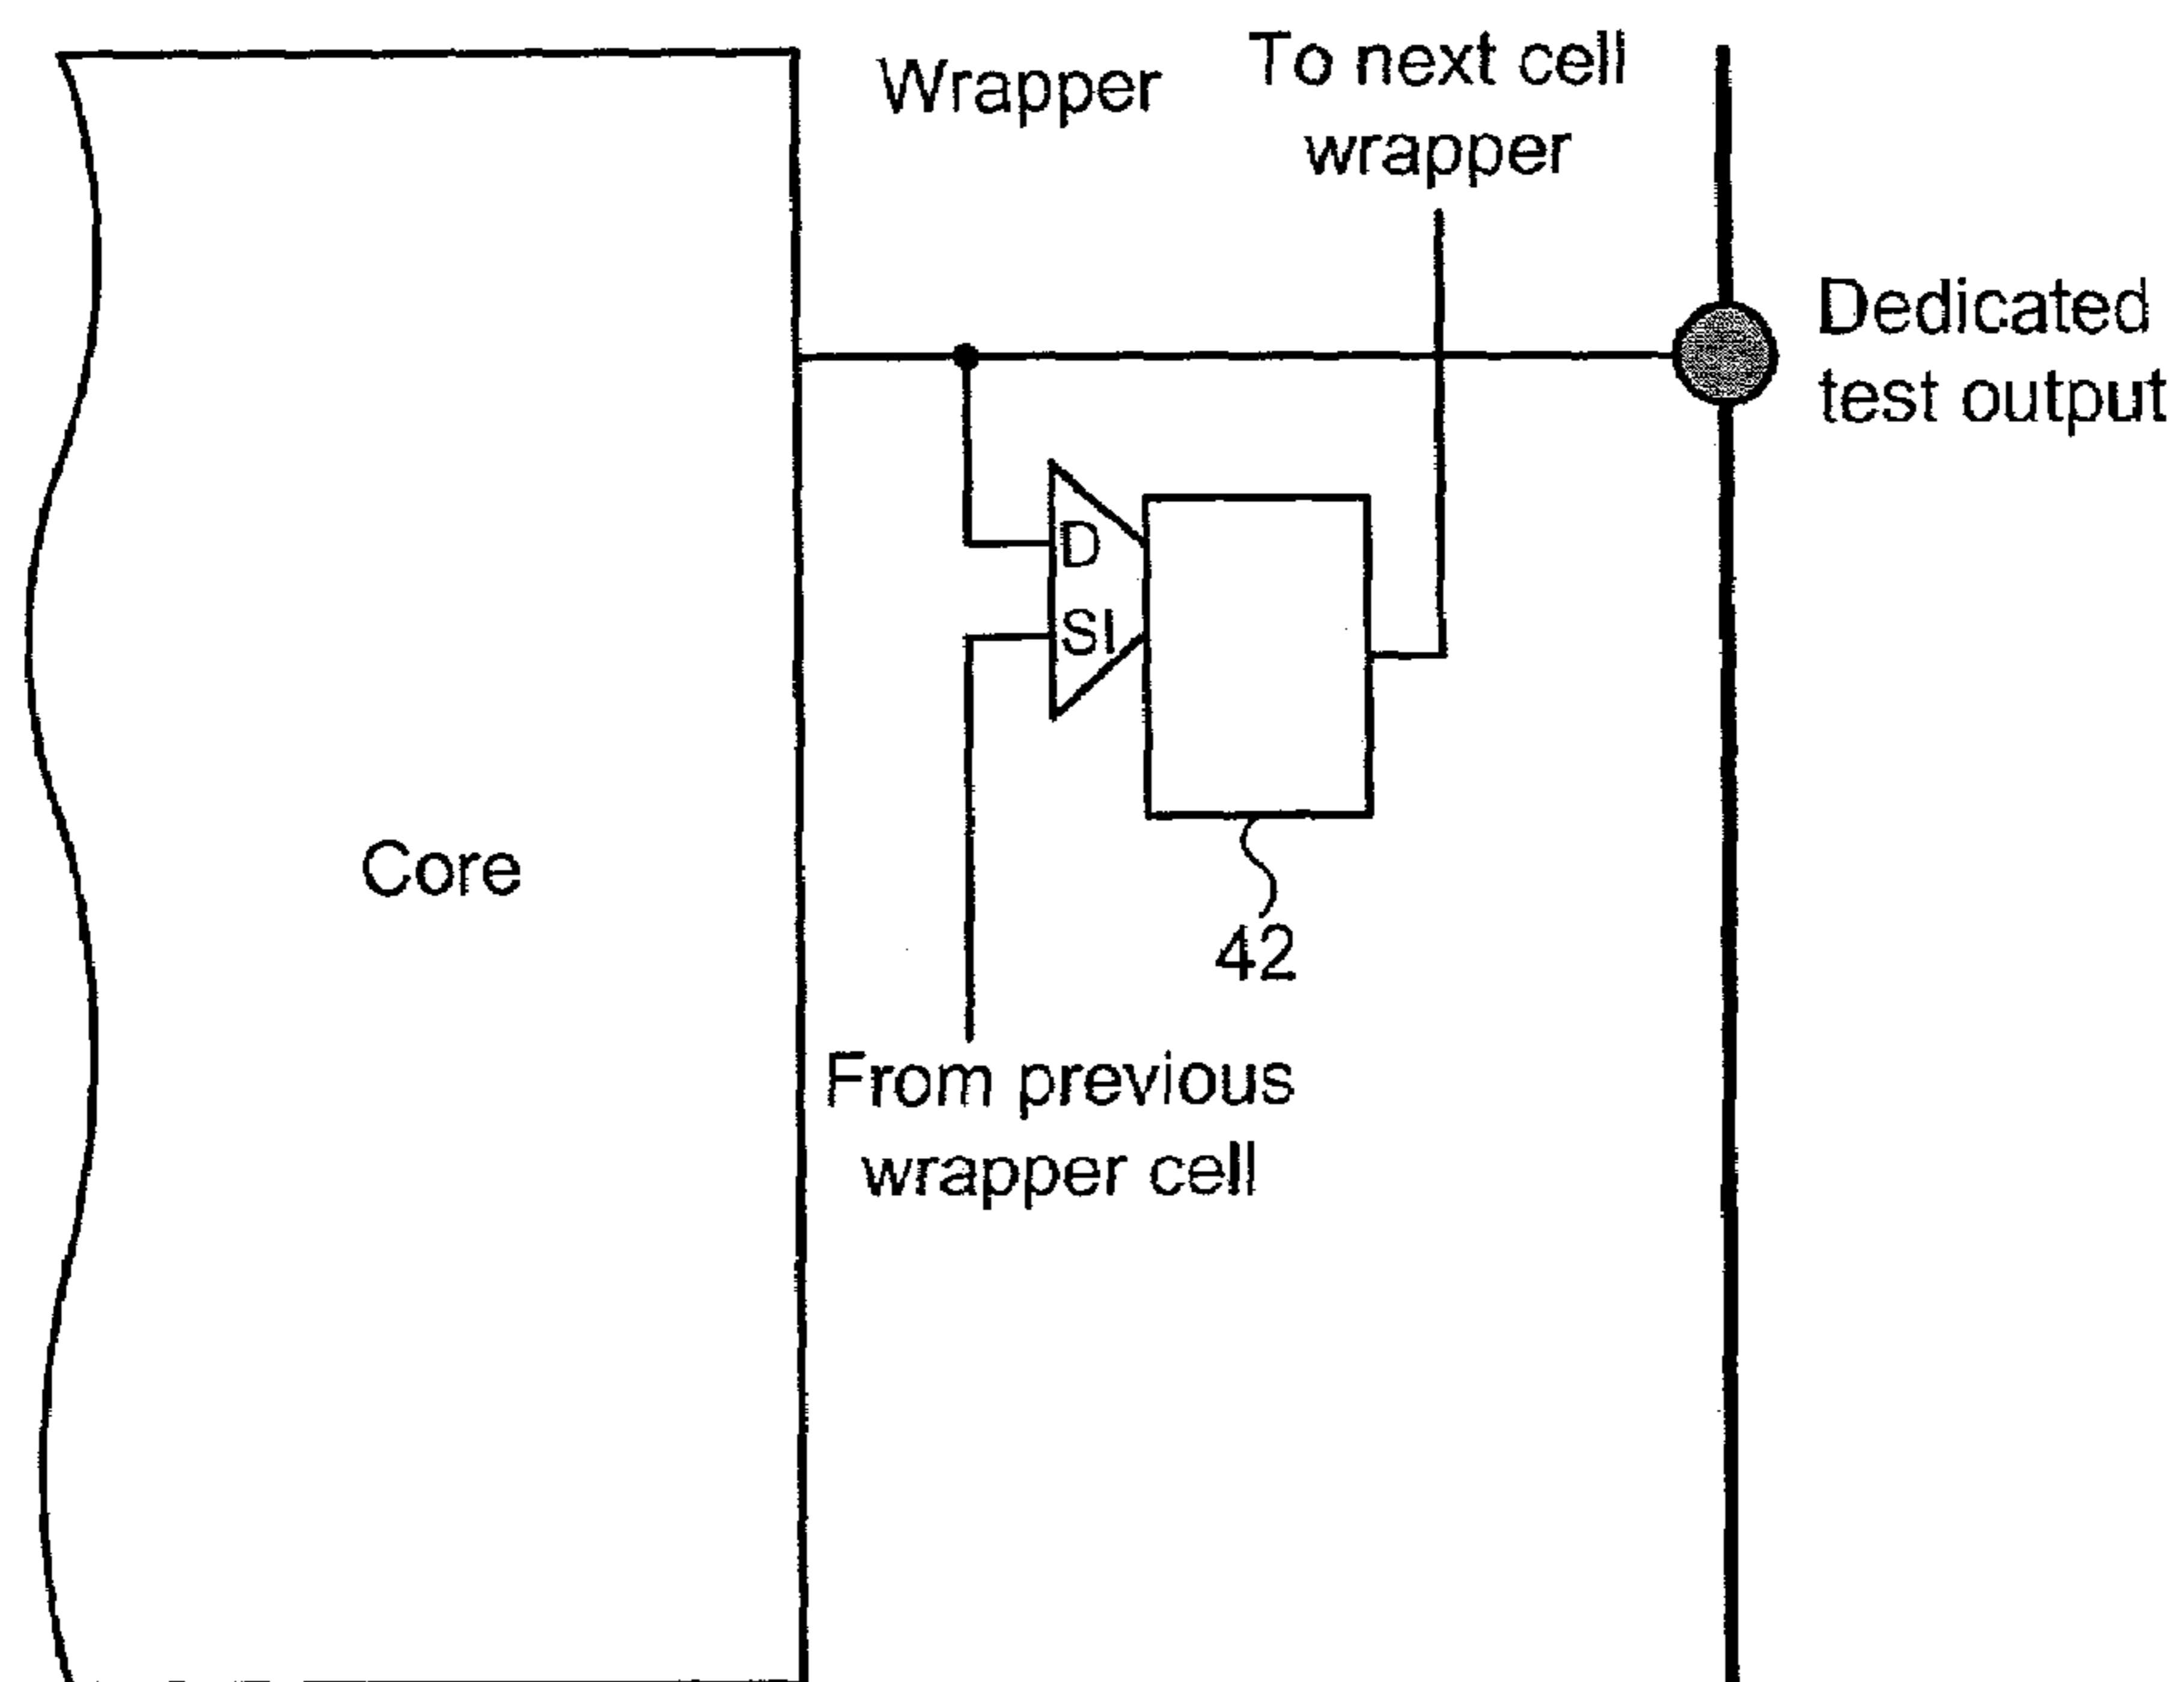 Wrapper
To next cell
wrapper
Dedicated
test output
D
SI
Core
42
From previous
wrapper cell